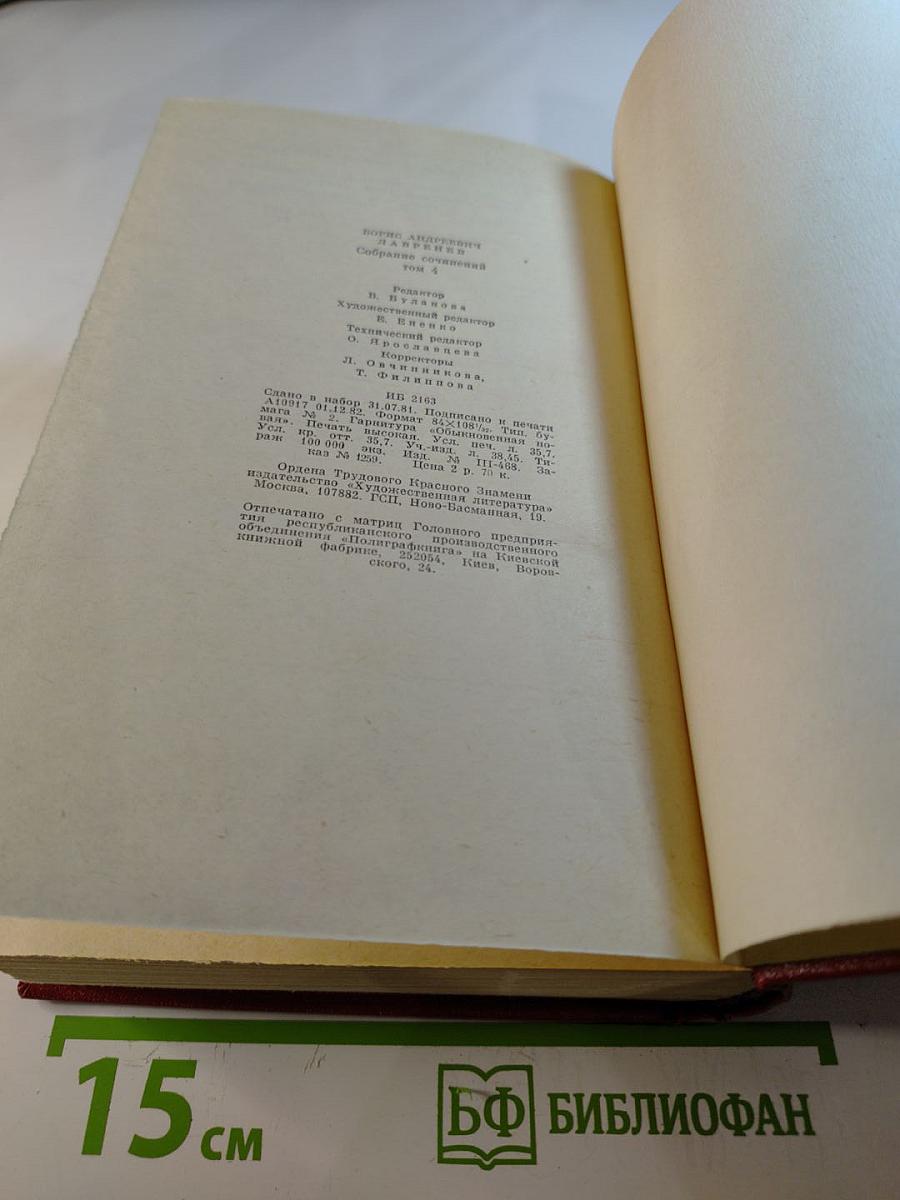 БОРИС АНДРЕЕВИЧ
ЛАВРЕНЕВ
Собрание сочинений
том 4
Редактор
В. Буланова
Художественный редактор
Е. Ененко
Технический редактор
О. Ярославцева
Корректоры
Л. Овчинникова,
Т. Филиппова
ИБ 2163
Сдано в набор 31.07.81. Подписано к печати
А10917 01.12.82. Формат 84×108¹/₃₂. Тип. бу-
мага № 2. Гарнитура «Обыкновенная но-
вая». Печать высокая. Усл. печ. л. 35,7.
Усл. кр. отт. 35,7. Уч.-изд. л. 38,45. Ти-
раж 100 000 экз. Изд. № III-468. За-
каз № 1259. Цена 2 р. 70 к.
Ордена Трудового Красного Знамени
издательство «Художественная литература»
Москва, 107882. ГСП, Ново-Басманная, 19.
Отпечатано с матриц Головного предприя-
тия республиканского производственного
объединения «Полиграфкнига» на Киевской
книжной фабрике, 252054, Киев, Воров-
ского, 24.
15 см
БФ БИБЛИОФАН